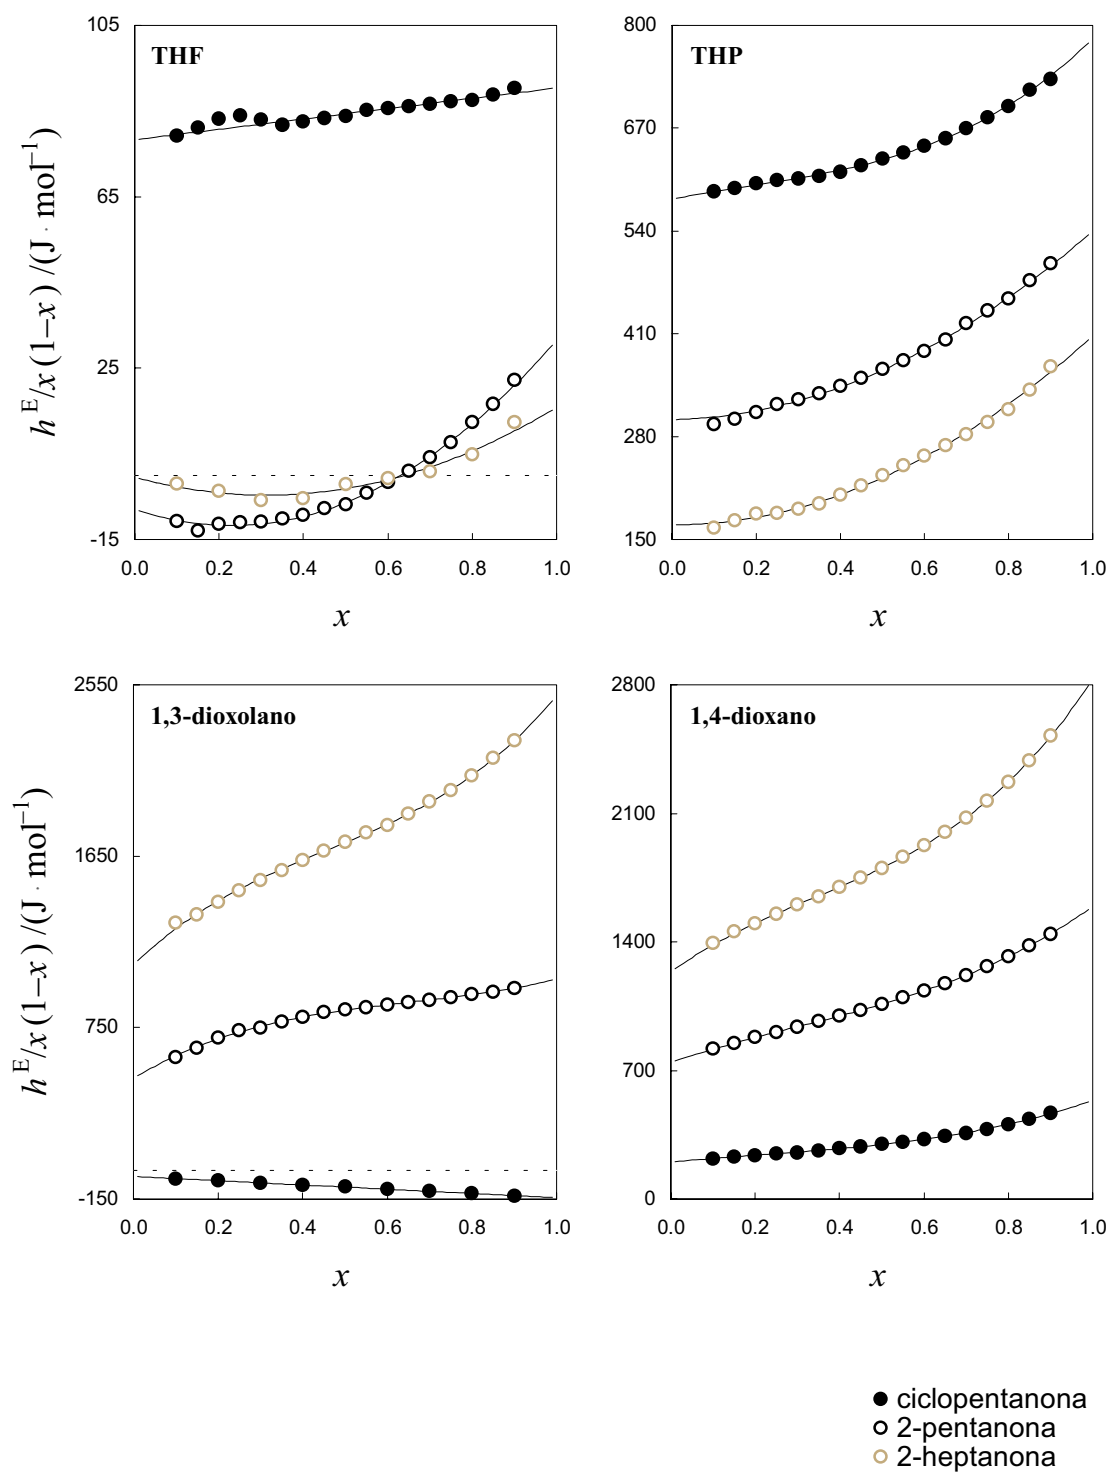 105
65
25
-15
THF
0.0 0.2 0.4 0.6 0.8 1.0
x
hᴱ/x(1−x) /(J · mol⁻¹)
800
670
540
410
280
150
THP
0.0 0.2 0.4 0.6 0.8 1.0
x
2550
1650
750
-150
1,3-dioxolano
0.0 0.2 0.4 0.6 0.8 1.0
x
hᴱ/x(1−x) /(J · mol⁻¹)
2800
2100
1400
700
0
1,4-dioxano
0.0 0.2 0.4 0.6 0.8 1.0
x
ciclopentanona
2-pentanona
2-heptanona